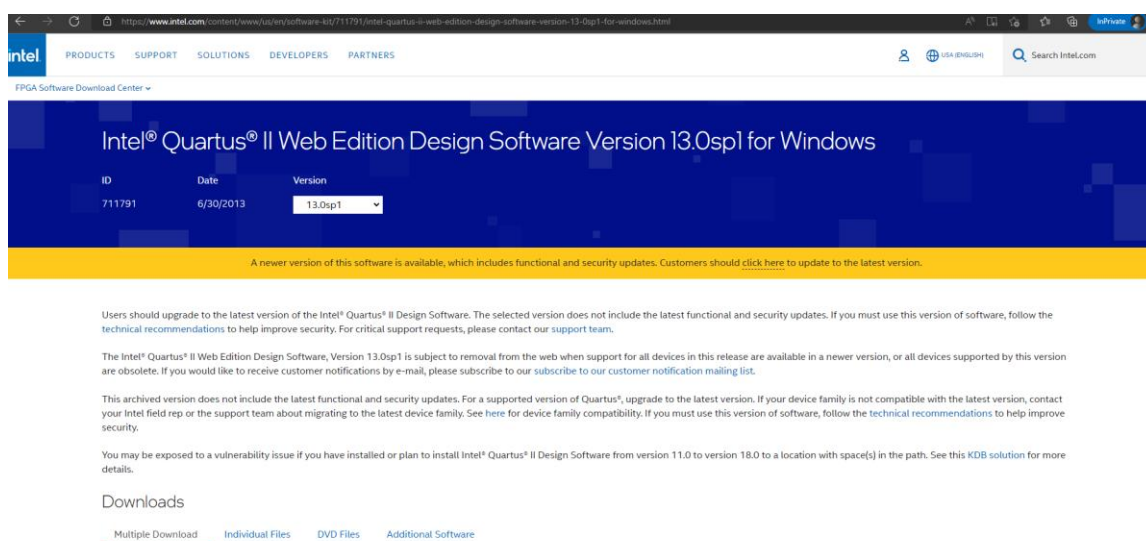 https://www.intel.com/content/www/us/en/software-kit/711791/intel-quartus-ii-web-edition-design-software-version-13-0sp1-for-windows.html
InPrivate
intel
PRODUCTS SUPPORT SOLUTIONS DEVELOPERS PARTNERS
USA (ENGLISH)
Search Intel.com
FPGA Software Download Center
Intel® Quartus® II Web Edition Design Software Version 13.0sp1 for Windows
ID Date Version
711791 6/30/2013 13.0sp1
A newer version of this software is available, which includes functional and security updates. Customers should click here to update to the latest version.
Users should upgrade to the latest version of the Intel® Quartus® II Design Software. The selected version does not include the latest functional and security updates. If you must use this version of software, follow the
technical recommendations to help improve security. For critical support requests, please contact our support team.
The Intel® Quartus® II Web Edition Design Software, Version 13.0sp1 is subject to removal from the web when support for all devices in this release are available in a newer version, or all devices supported by this version
are obsolete. If you would like to receive customer notifications by e-mail, please subscribe to our subscribe to our customer notification mailing list.
This archived version does not include the latest functional and security updates. For a supported version of Quartus®, upgrade to the latest version. If your device family is not compatible with the latest version, contact
your Intel field rep or the support team about migrating to the latest device family. See here for device family compatibility. If you must use this version of software, follow the technical recommendations to help improve
security.
You may be exposed to a vulnerability issue if you have installed or plan to install Intel® Quartus® II Design Software from version 11.0 to version 18.0 to a location with space(s) in the path. See this KDB solution for more
details.
Downloads
Multiple Download Individual Files DVD Files Additional Software